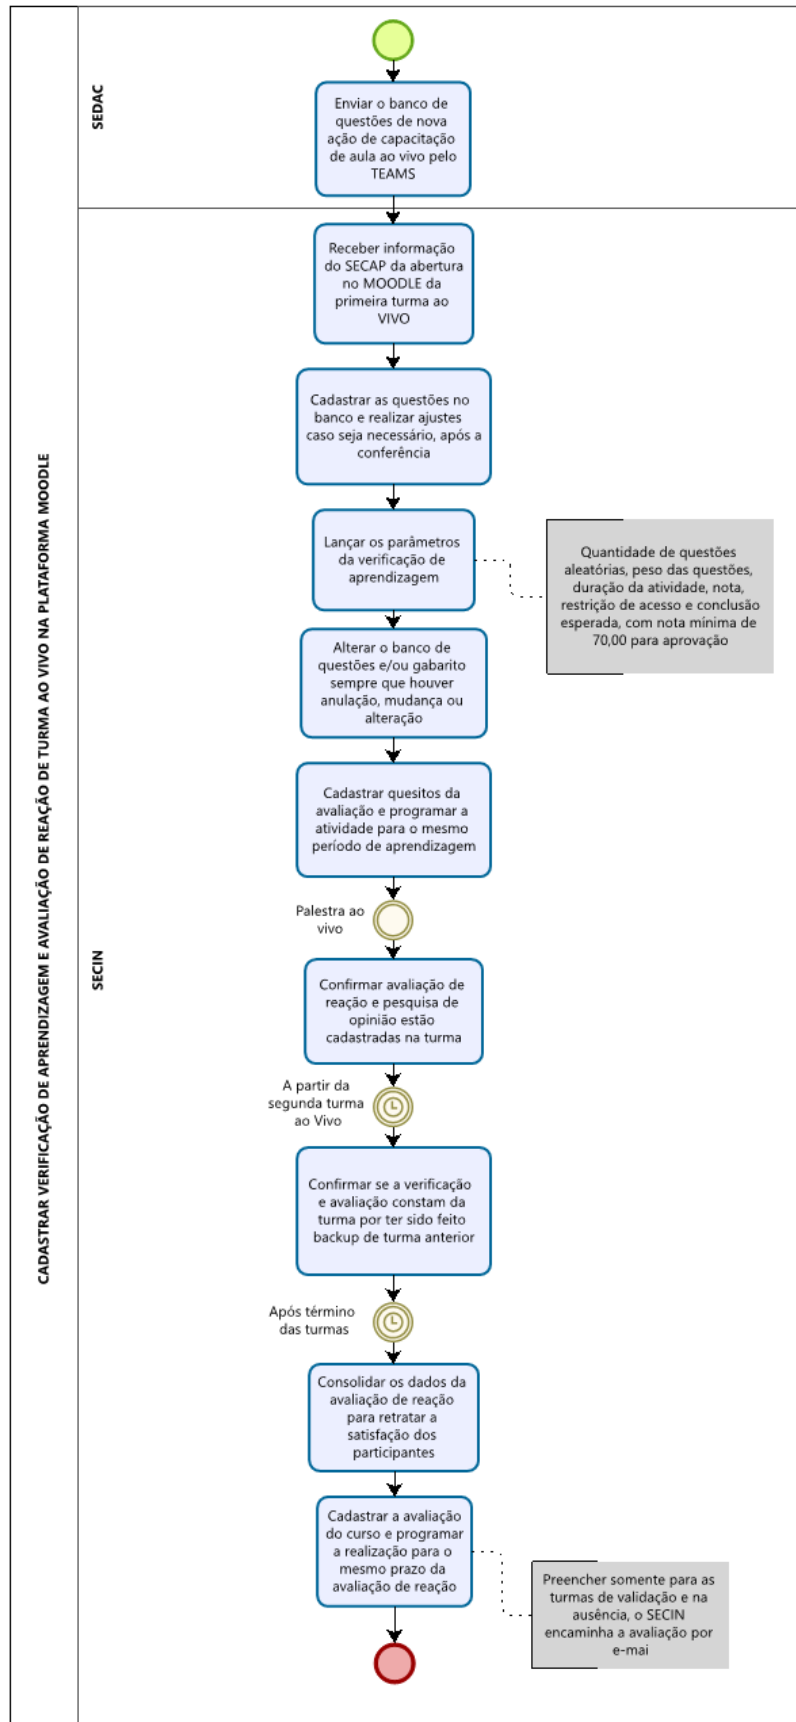 CADASTRAR VERIFICAÇÃO DE APRENDIZAGEM E AVALIAÇÃO DE REAÇÃO DE TURMA AO VIVO NA PLATAFORMA MOODLE
SEDAC
Enviar o banco de
questões de nova
ação de capacitação
de aula ao vivo pelo
TEAMS
SECIN
Receber informação
do SECAP da abertura
no MOODLE da
primeira turma ao
VIVO
Cadastrar as questões no
banco e realizar ajustes
caso seja necessário, após a
conferência
Lançar os parâmetros
da verificação de
aprendizagem
Quantidade de questões
aleatórias, peso das questões,
duração da atividade, nota,
restrição de acesso e conclusão
esperada, com nota mínima de
70,00 para aprovação
Alterar o banco de
questões e/ou gabarito
sempre que houver
anulação, mudança ou
alteração
Cadastrar quesitos da
avaliação e programar a
atividade para o mesmo
período de aprendizagem
Palestra ao
vivo
Confirmar avaliação de
reação e pesquisa de
opinião estão
cadastradas na turma
A partir da
segunda turma
ao Vivo
Confirmar se a verificação
e avaliação constam da
turma por ter sido feito
backup de turma anterior
Após término
das turmas
Consolidar os dados da
avaliação de reação
para retratar a
satisfação dos
participantes
Cadastrar a avaliação
do curso e programar
a realização para o
mesmo prazo da
avaliação de reação
Preencher somente para as
turmas de validação e na
ausência, o SECIN
encaminha a avaliação por
e-mai